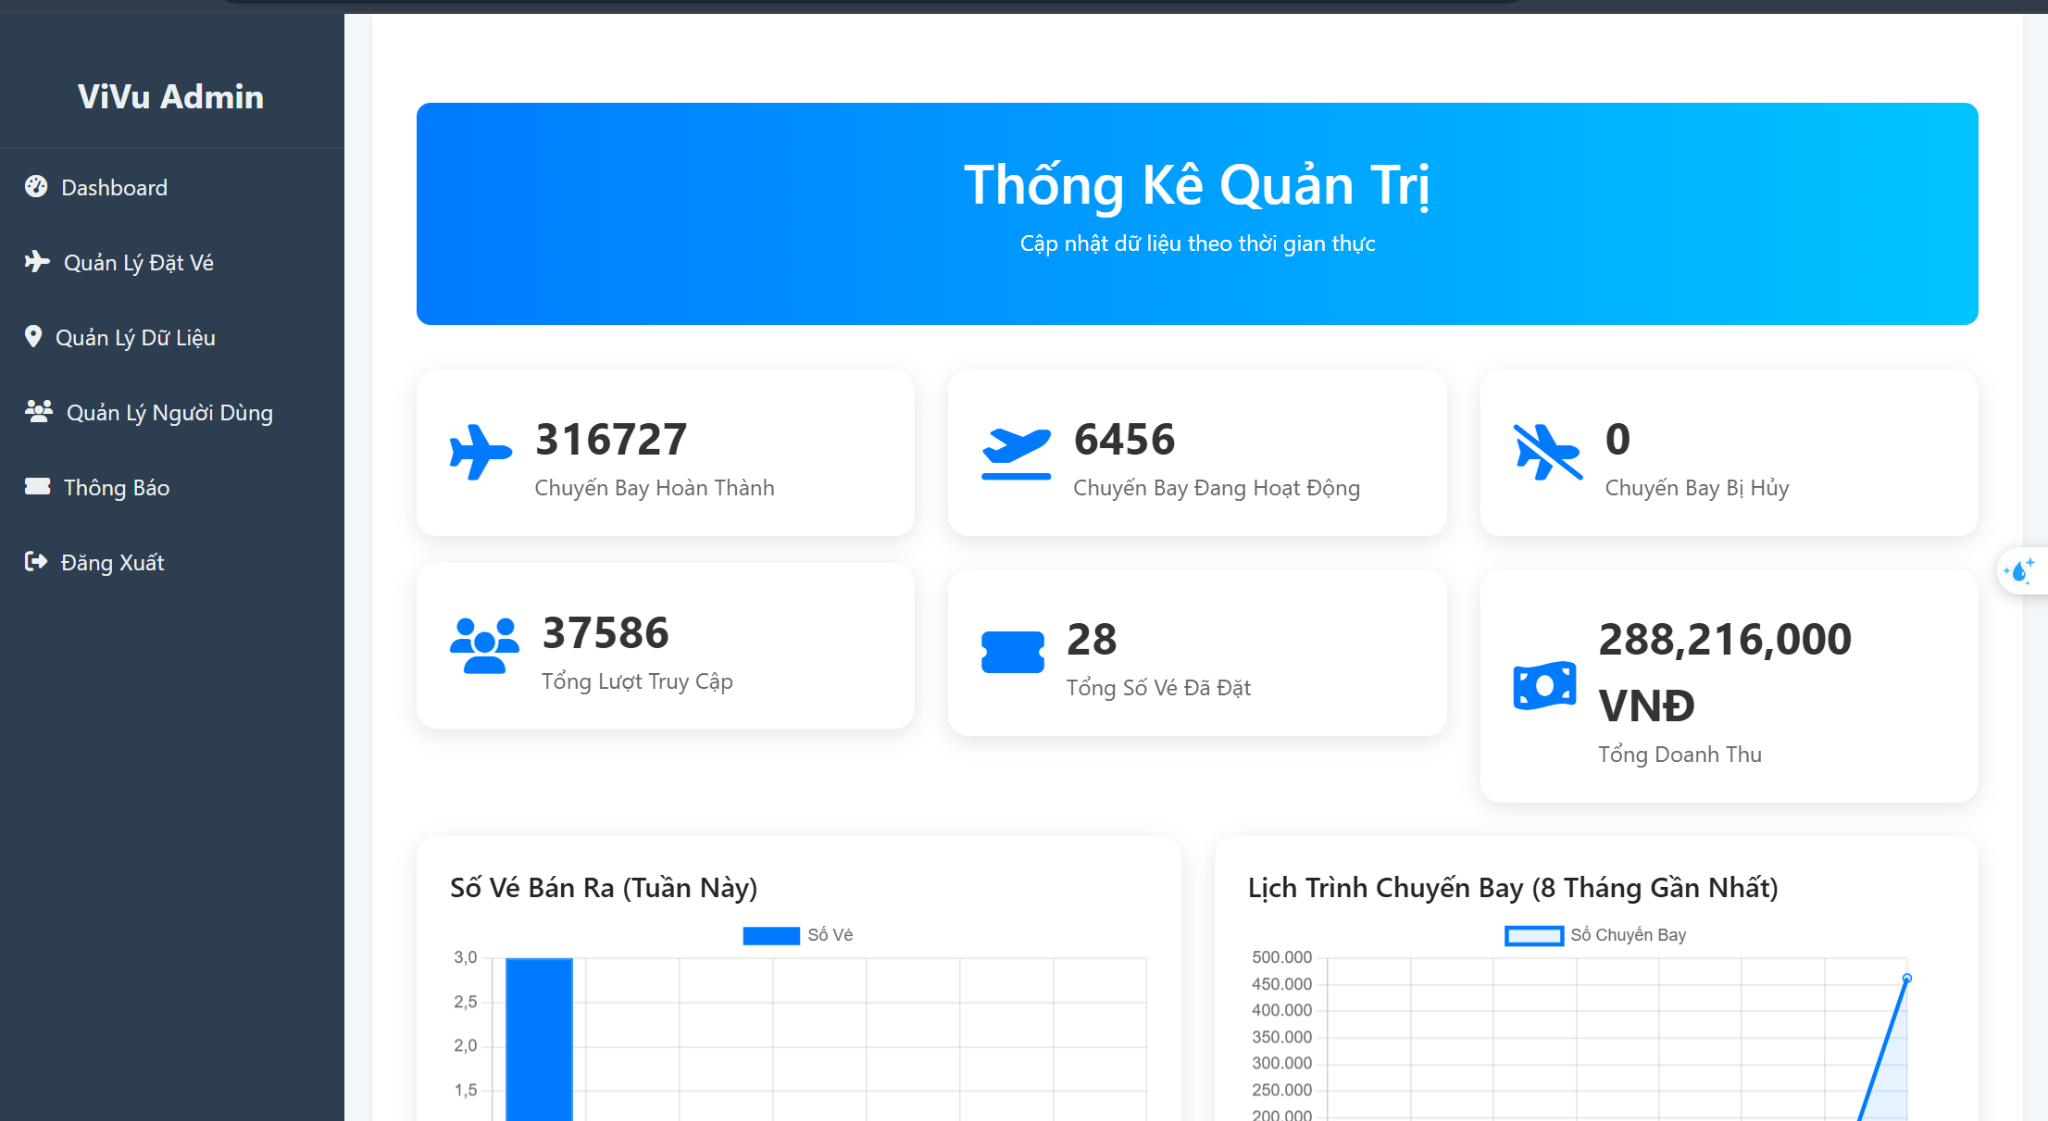 ViVu Admin
Dashboard
Quản Lý Đặt Vé
Quản Lý Dữ Liệu
Quản Lý Người Dùng
Thông Báo
Đăng Xuất
Thống Kê Quản Trị
Cập nhật dữ liệu theo thời gian thực
316727
Chuyến Bay Hoàn Thành
6456
Chuyến Bay Đang Hoạt Động
0
Chuyến Bay Bị Hủy
37586
Tổng Lượt Truy Cập
28
Tổng Số Vé Đã Đặt
288,216,000
VNĐ
Tổng Doanh Thu
Số Vé Bán Ra (Tuần Này)
Số Vé
3,0
2,5
2,0
1,5
Lịch Trình Chuyến Bay (8 Tháng Gần Nhất)
Số Chuyến Bay
500.000
450.000
400.000
350.000
300.000
250.000
200.000